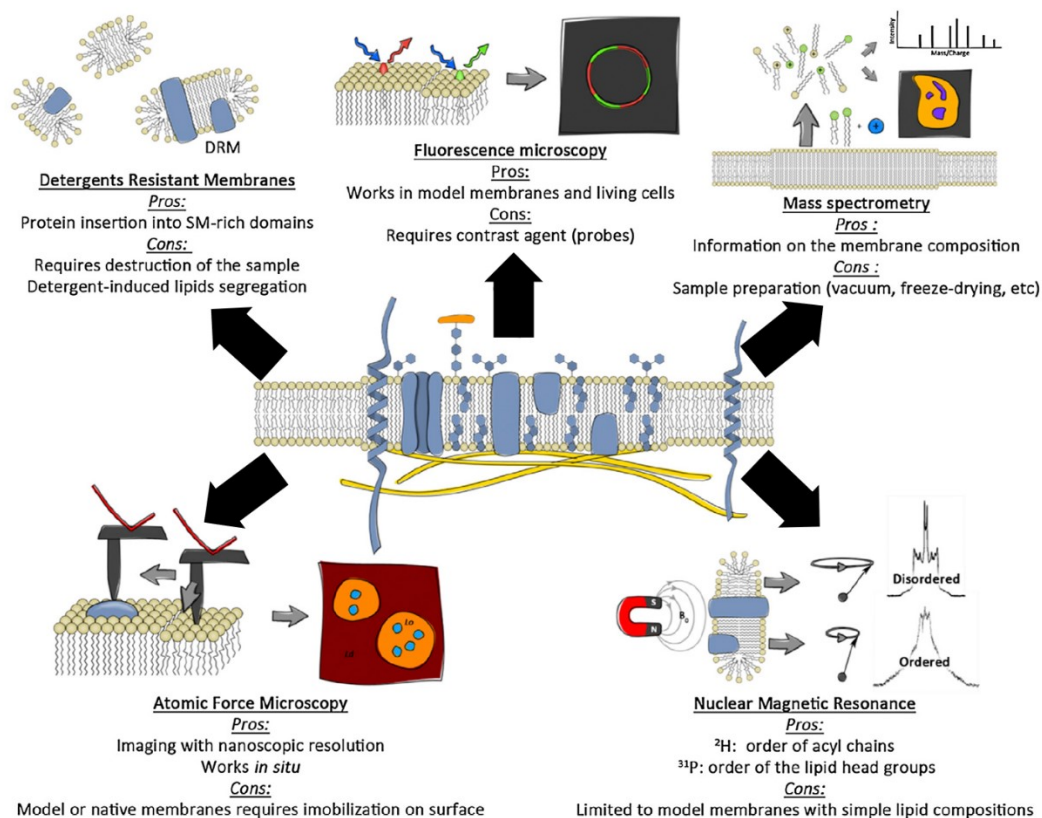 DRM
Detergents Resistant Membranes
Pros:
Protein insertion into SM-rich domains
Cons:
Requires destruction of the sample
Detergent-induced lipids segregation
Fluorescence microscopy
Pros:
Works in model membranes and living cells
Cons:
Requires contrast agent (probes)
Intensity
Mass/Charge
+
+
Mass spectrometry
Pros :
Information on the membrane composition
Cons :
Sample preparation (vacuum, freeze-drying, etc)
Lo
Ld
Atomic Force Microscopy
Pros:
Imaging with nanoscopic resolution
Works in situ
Cons:
Model or native membranes requires imobilization on surface
S
N
B₀
Disordered
Ordered
Nuclear Magnetic Resonance
Pros:
²H: order of acyl chains
³¹P: order of the lipid head groups
Cons:
Limited to model membranes with simple lipid compositions